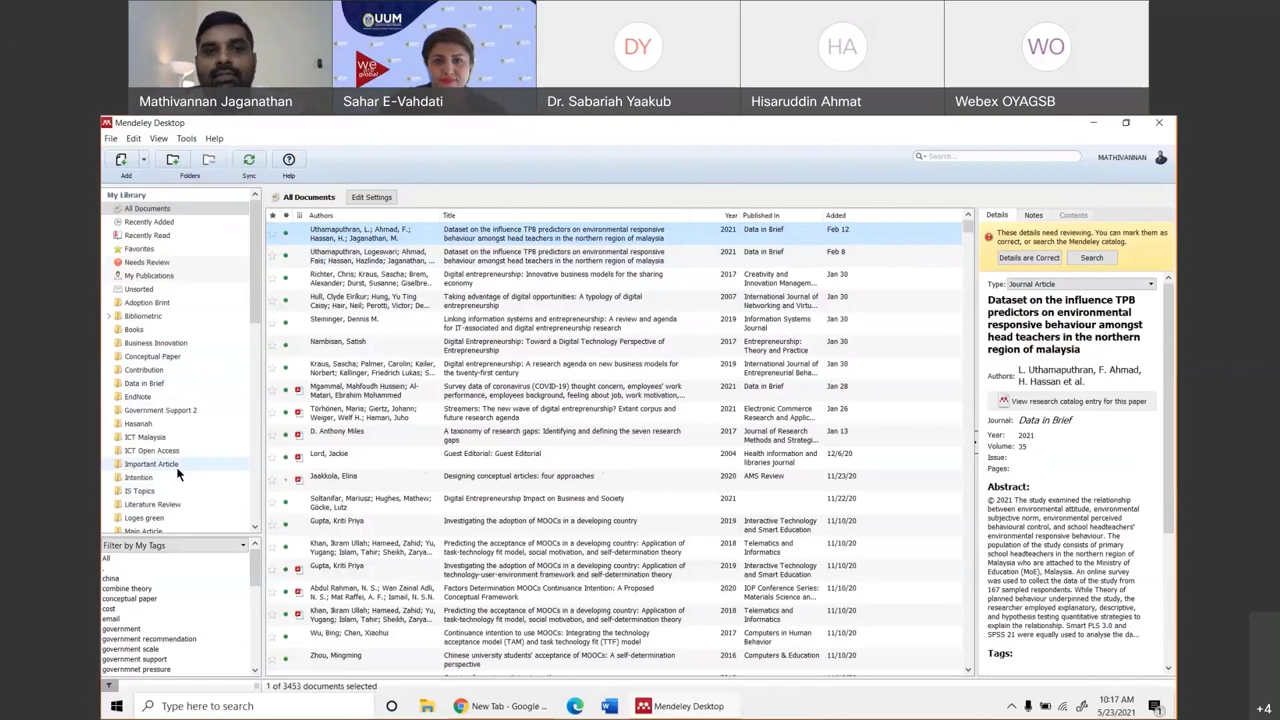 UUM
we are global
DY
HA
WO
Mathivannan Jaganathan
Sahar E-Vahdati
Dr. Sabariah Yaakub
Hisaruddin Ahmat
Webex OYAGSB
Mendeley Desktop
File Edit View Tools Help
Search...
MATHIVANNAN
Add Folders Sync Help
My Library
All Documents
Recently Added
Recently Read
Favorites
Needs Review
My Publications
Unsorted
Adoption Brint
Bibliometric
Books
Business Innovation
Conceptual Paper
Contribution
Data in Brief
EndNote
Government Support 2
Hasanah
ICT Malaysia
ICT Open Access
Important Article
Intention
IS Topics
Literature Review
Loges green
Main Article
Filter by My Tags
All
.
china
combine theory
conceptual paper
cost
email
government
government recommendation
government scale
government support
governmnet pressure
All Documents Edit Settings
Authors Title Year Published In Added
Uthamaputhran, L.; Ahmad, F.; Dataset on the influence TPB predictors on environmental responsive 2021 Data in Brief Feb 12
Hassan, H.; Jaganathan, M. behaviour amongst head teachers in the northern region of malaysia
Uthamaputhran, Logesvari; Ahmad, Dataset on the influence TPB predictors on environmental responsive 2021 Data in Brief Feb 8
Fais; Hassan, Hazlinda; Jaganathan, ... behaviour amongst head teachers in the northern region of malaysia
Richter, Chris; Kraus, Sascha; Brem, Digital entrepreneurship: Innovative business models for the sharing 2017 Creativity and Jan 30
Alexander; Durst, Susanne; Giselbre... economy Innovation Managemen...
Hull, Clyde Eiríkur; Hung, Yu Ting Taking advantage of digital opportunities: A typology of digital 2007 International Journal of Jan 30
Cary; Hair, Neil; Perotti, Victor; De... entrepreneurship Networking and Virtu...
Steininger, Dennis M. Linking information systems and entrepreneurship: A review and agenda 2019 Information Systems Jan 30
for IT-associated and digital entrepreneurship research Journal
Nambisan, Satish Digital Entrepreneurship: Toward a Digital Technology Perspective of 2017 Entrepreneurship: Jan 30
Entrepreneurship Theory and Practice
Kraus, Sascha; Palmer, Carolin; Kailer, Digital entrepreneurship: A research agenda on new business models 2019 International Journal of Jan 30
Norbert; Kallinger, Friedrich Lukas; S... for the twenty-first century Entrepreneurial Beha...
Mgammal, Mahfoudh Hussein; Al- Survey data of coronavirus (COVID-19) thought concern, employees' work 2021 Data in Brief Jan 28
Matari, Ebrahim Mohammed performance, employees background, feeling about job, work motivation...
Törhönen, Maria; Giertz, Johann; Streamers: The new wave of digital entreprenurship? Extant corpus and 2021 Electronic Commerce Jan 26
Weiger, Welf H.; Hamari, Juho future research agenda Research and Applicati...
D. Anthony Miles A taxonomy of research gaps: Identifying and defining the seven research 2017 Journal of Research Jan 13
gaps Methods and Strategi...
Lord, Jackie Guest Editorial: Guest Editorial 2004 Health information and 12/6/20
libraries journal
Jaakkola, Elina Designing conceptual articles: four approaches 2020 AMS Review 11/23/20
Soltanifar, Mariusz; Hughes, Mathew; Digital Entrepreneurship Impact on Business and Society 2021 11/22/20
Göcke, Lutz
Gupta, Kriti Priya Investigating the adoption of MOOCs in a developing country 2019 Interactive Technology 11/10/20
and Smart Education
Khan, Ikram Ullah; Hameed, Zahid; Yu, Predicting the acceptance of MOOCs in a developing country: Application of 2018 Telematics and 11/10/20
Yugang; Islam, Tahir; Sheikh, Zaryab... task-technology fit model, social motivation, and self-determination theory Informatics
Gupta, Kriti Priya Investigating the adoption of MOOCs in a developing country: Application of 2019 Interactive Technology 11/10/20
technology-user-environment framework and self-determination theory and Smart Education
Abdul Rahman, N. S.; Wan Zainal Adli, Factors Determination MOOCs Continuance Intention: A Proposed 2020 IOP Conference Series: 11/10/20
N. S.; Mat Raffei, A. F.; Ismail, N. S.N. Conceptual Framework Materials Science an...
Khan, Ikram Ullah; Hameed, Zahid; Yu, Predicting the acceptance of MOOCs in a developing country: Application of 2018 Telematics and 11/10/20
Yugang; Islam, Tahir; Sheikh, Zaryab... task-technology fit model, social motivation, and self-determination theory Informatics
Wu, Bing; Chen, Xiaohui Continuance intention to use MOOCs: Integrating the technology 2017 Computers in Human 11/10/20
acceptance model (TAM) and task technology fit (TTF) model Behavior
Zhou, Mingming Chinese university students' acceptance of MOOCs: A self-determination 2016 Computers & Education 11/10/20
perspective
1 of 3453 documents selected
Details Notes Contents
These details need reviewing. You can mark them as
correct, or search the Mendeley catalog.
Details are Correct Search
Type: Journal Article
Dataset on the influence TPB
predictors on environmental
responsive behaviour amongst
head teachers in the northern
region of malaysia
Authors: L. Uthamaputhran, F. Ahmad,
H. Hassan et al.
View research catalog entry for this paper
Journal: Data in Brief
Year: 2021
Volume: 35
Issue:
Pages:
Abstract:
© 2021 The study examined the relationship
between environmental attitude, environmental
subjective norm, environmental perceived
behavioural control, and school headteachers'
environmental responsive behaviour. The
population of the study consists of primary
school headteachers in the northern region of
Malaysia who are attached to the Ministry of
Education (MoE), Malaysia. An online survey
was used to collect the data of the study from
167 sampled respondents. While Theory of
planned behaviour underpinned the study, the
researcher employed explanatory, descriptive,
and hypothesis testing quantitative strategies to
explain the research. Smart PLS 3.0 and
SPSS 21 were equally used to analyse the da...
Tags:
Type here to search
New Tab - Google ...
Mendeley Desktop
10:17 AM
5/23/2021
+4